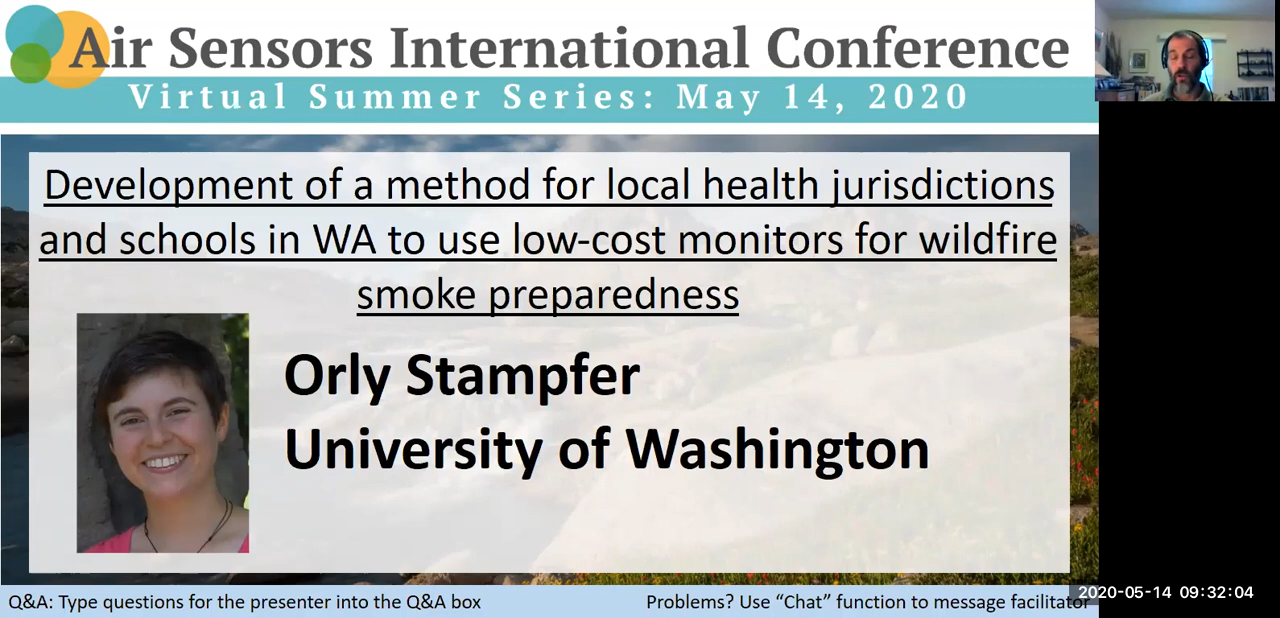 Air Sensors International Conference
Virtual Summer Series: May 14, 2020
Development of a method for local health jurisdictions
and schools in WA to use low-cost monitors for wildfire
smoke preparedness
Orly Stampfer
University of Washington
Q&A: Type questions for the presenter into the Q&A box
Problems? Use “Chat” function to message facilitator
2020-05-14 09:32:04